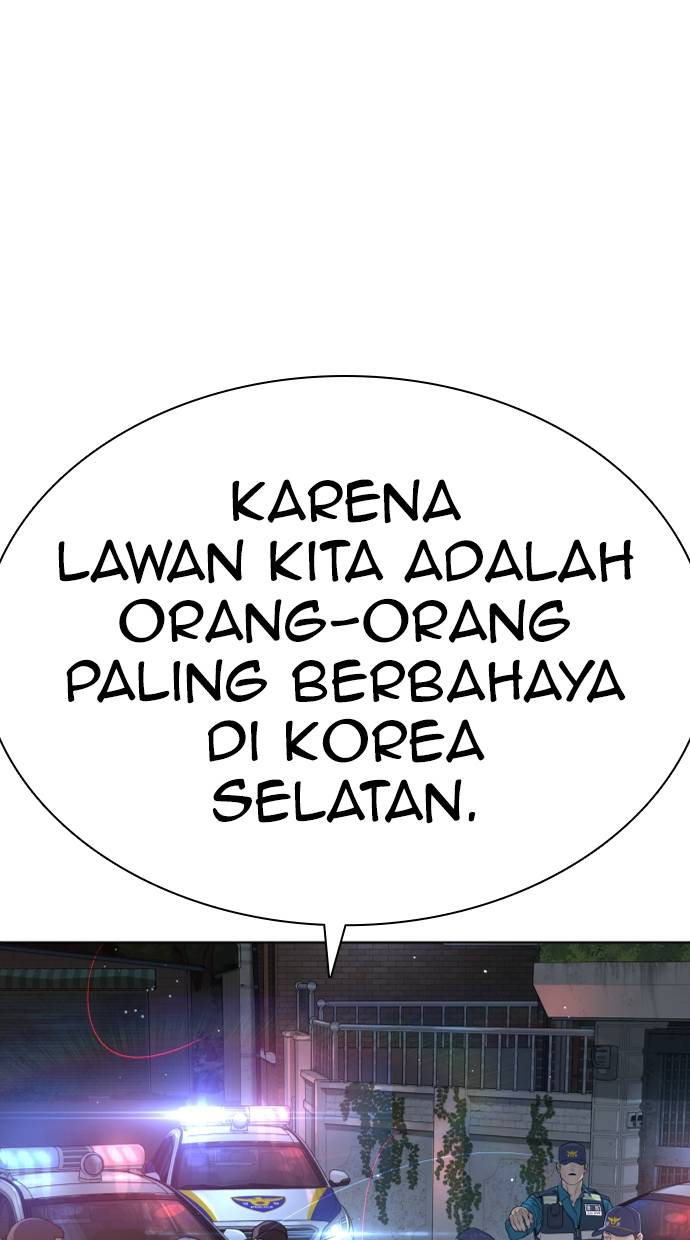 KARENA
LAWAN KITA ADALAH
ORANG-ORANG
PALING BERBAHAYA
DI KOREA
SELATAN.